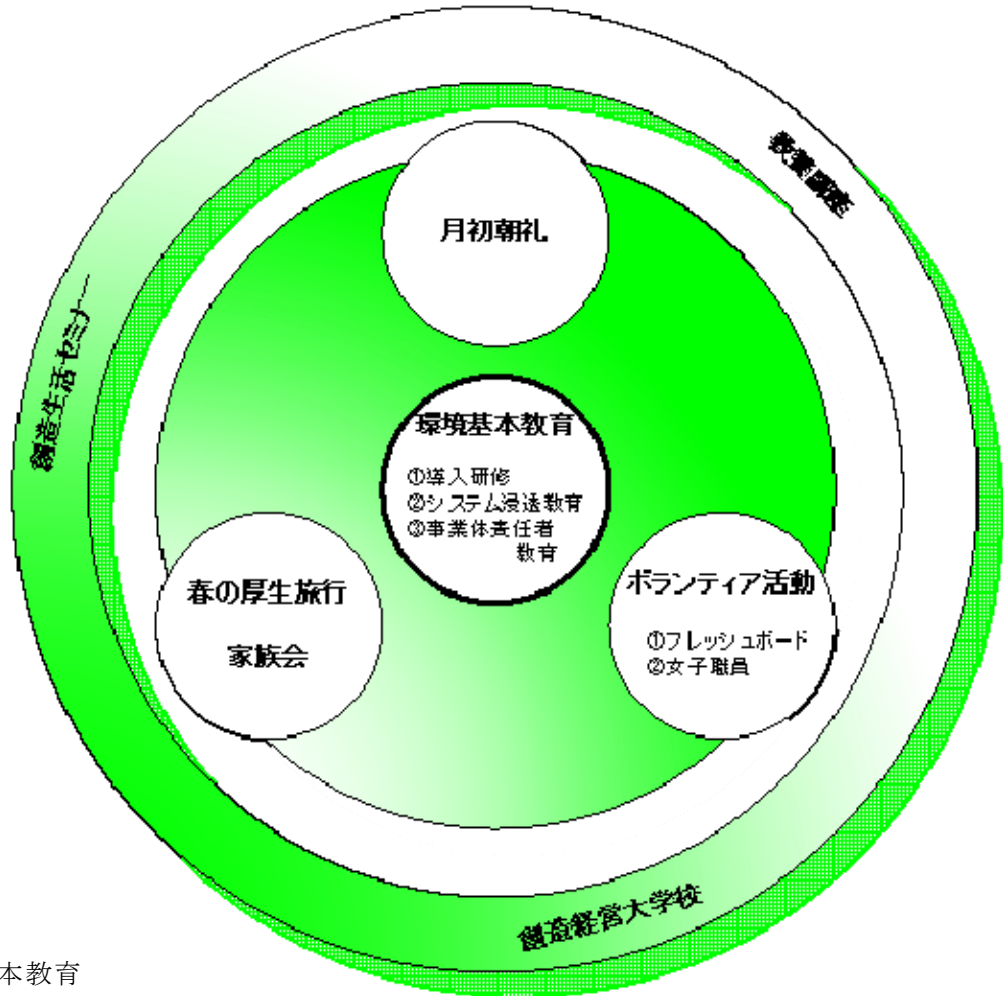 教養講座
月初朝礼
創造生活セミナー
環境基本教育
①導入研修
②システム浸透教育
③事業体責任者
教育
春の厚生旅行
家族会
ボランティア活動
①フレッシュボード
②女子職員
創造経営大学校
本教育